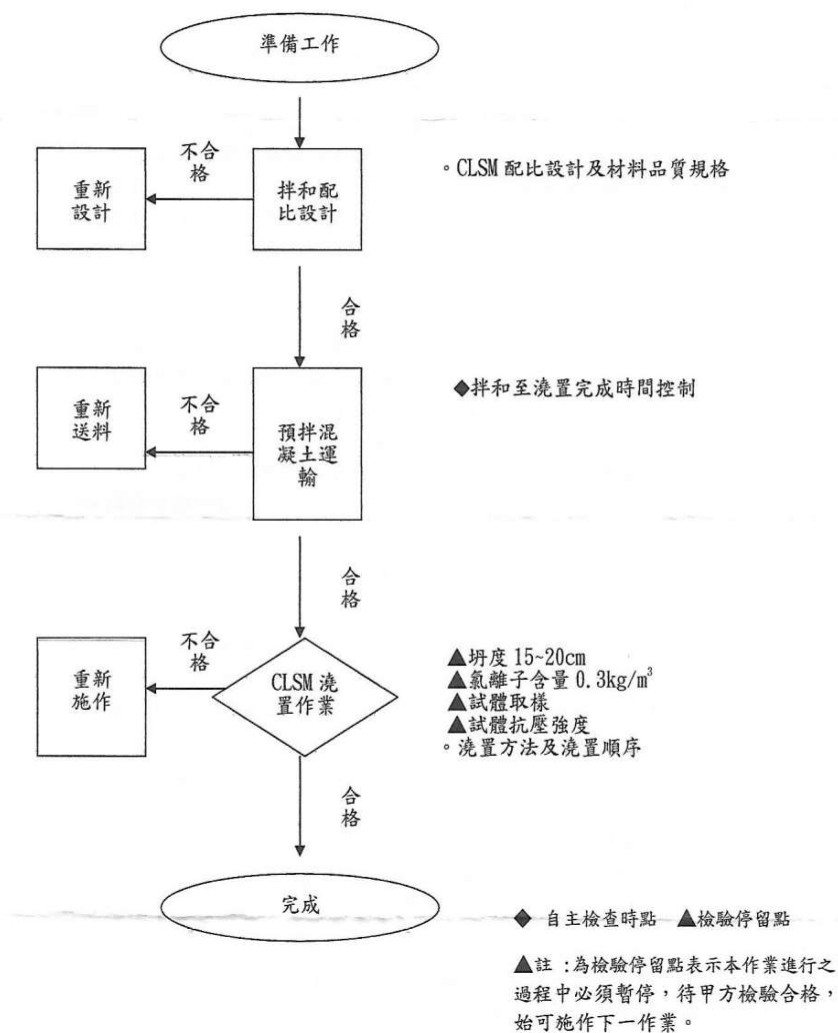 準備工作
不合
格
重新
設計
拌和配
比設計
。CLSM 配比設計及材料品質規格
合
格
重新
送料
不合
格
預拌混
凝土運
輸
◆拌和至澆置完成時間控制
合
格
重新
施作
不合
格
CLSM 澆
置作業
▲坍度 15~20cm
▲氯離子含量 0.3kg/m³
▲試體取樣
▲試體抗壓強度
。澆置方法及澆置順序
合
格
完成
◆ 自主檢查時點 ▲檢驗停留點
▲註 :為檢驗停留點表示本作業進行之
過程中必須暫停,待甲方檢驗合格,
始可施作下一作業。